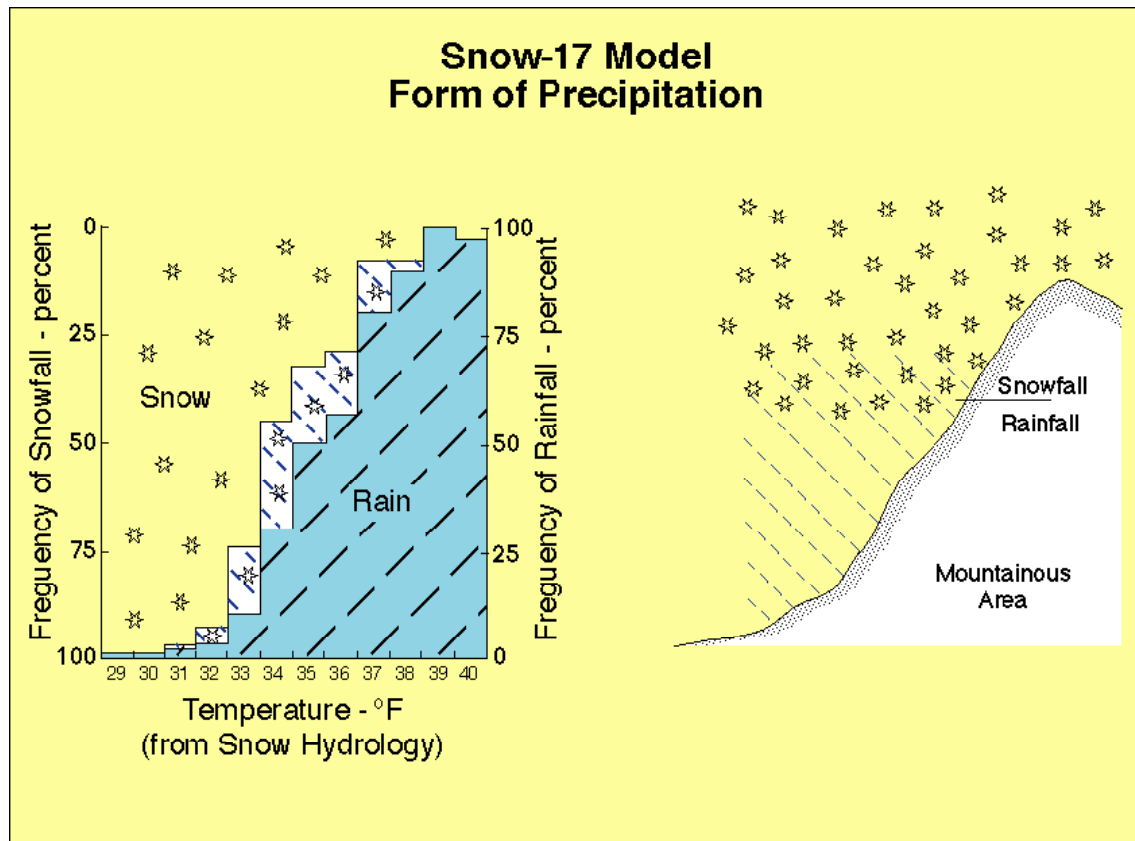 Snow-17 Model
Form of Precipitation
Freguency of Snowfall - percent
0
25
50
75
100
Snow
Rain
100
75
50
25
0
Freguency of Rainfall - percent
29 30 31 32 33 34 35 36 37 38 39 40
Temperature - °F
(from Snow Hydrology)
Snowfall
Rainfall
Mountainous
Area